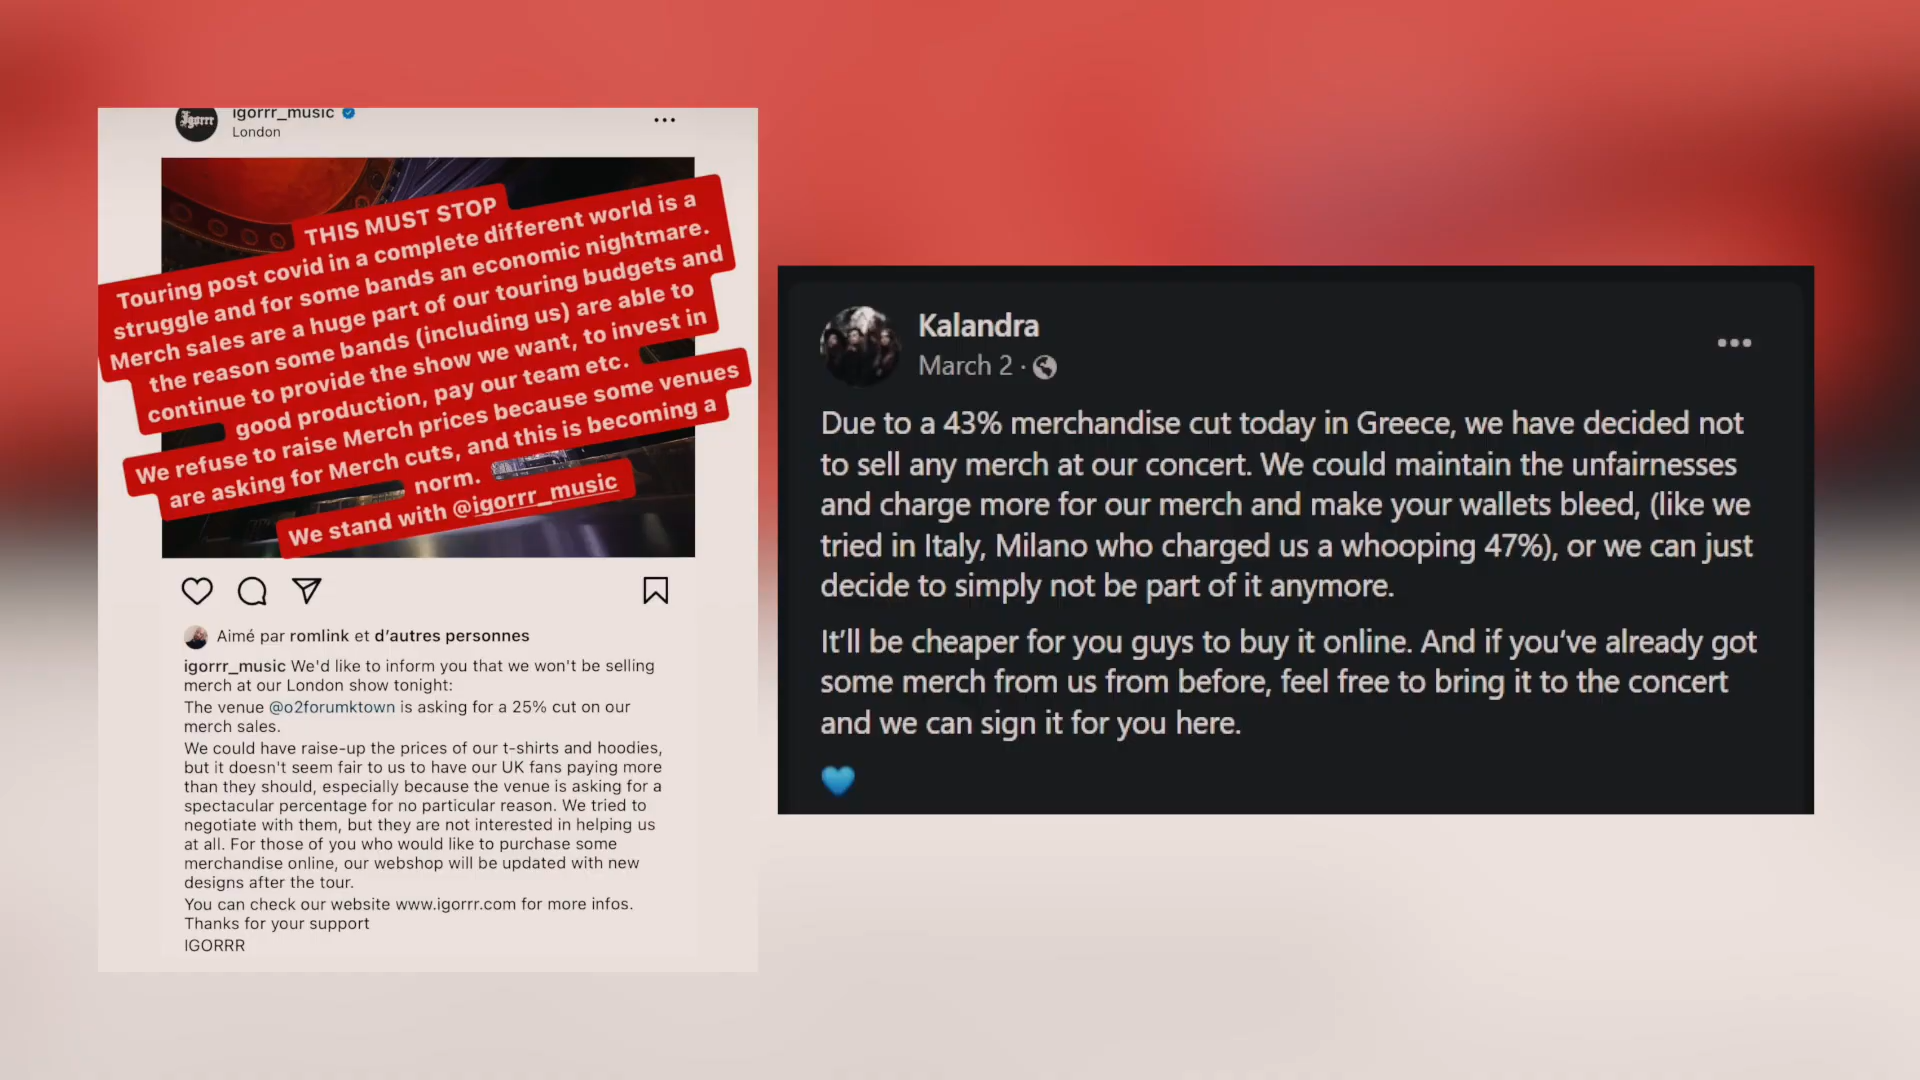 Igorrr
igorrr_music
London
THIS MUST STOP
Touring post covid in a complete different world is a
struggle and for some bands an economic nightmare.
Merch sales are a huge part of our touring budgets and
the reason some bands (including us) are able to
continue to provide the show we want, to invest in
good production, pay our team etc.
We refuse to raise Merch prices because some venues
are asking for Merch cuts, and this is becoming a
norm.
We stand with @igorrr_music
Aimé par romlink et d'autres personnes
igorrr_music We'd like to inform you that we won't be selling
merch at our London show tonight:
The venue @o2forumktown is asking for a 25% cut on our
merch sales.
We could have raise-up the prices of our t-shirts and hoodies,
but it doesn't seem fair to us to have our UK fans paying more
than they should, especially because the venue is asking for a
spectacular percentage for no particular reason. We tried to
negotiate with them, but they are not interested in helping us
at all. For those of you who would like to purchase some
merchandise online, our webshop will be updated with new
designs after the tour.
You can check our website www.igorrr.com for more infos.
Thanks for your support
IGORRR
Kalandra
March 2 ·
Due to a 43% merchandise cut today in Greece, we have decided not
to sell any merch at our concert. We could maintain the unfairnesses
and charge more for our merch and make your wallets bleed, (like we
tried in Italy, Milano who charged us a whooping 47%), or we can just
decide to simply not be part of it anymore.
It'll be cheaper for you guys to buy it online. And if you've already got
some merch from us from before, feel free to bring it to the concert
and we can sign it for you here.